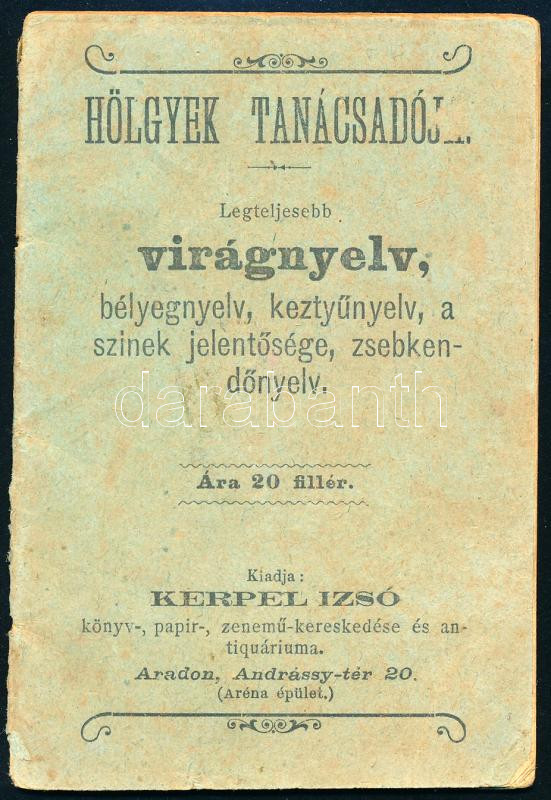 HÖLGYEK TANÁCSADÓJA.
Legteljesebb
virágnyelv,
bélyegnyelv, keztyűnyelv, a
szinek jelentősége, zsebken-
dőnyelv.
darabanth
Ára 20 fillér.
Kiadja:
KERPEL IZSÓ
könyv-, papir-, zenemű-kereskedése és an-
tiquáriuma.
Aradon, Andrássy-tér 20.
(Aréna épület.)